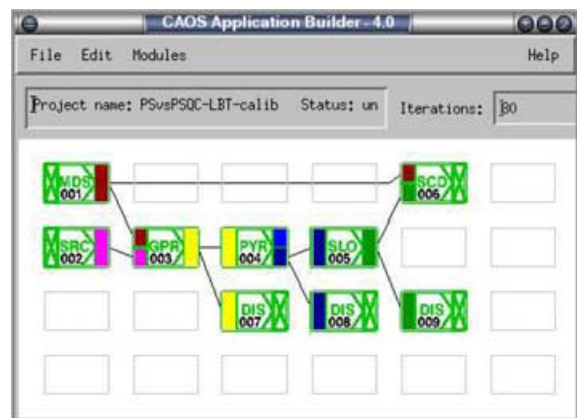 CAOS Application Builder - 4.0
File Edit Modules Help
Project name: PSvsPSQC-LBT-calib Status: un Iterations: 80
MDS 001
SCD 006
SRC 002
GPR 003
PYR 004
SLO 005
DIS 007
DIS 008
DIS 009